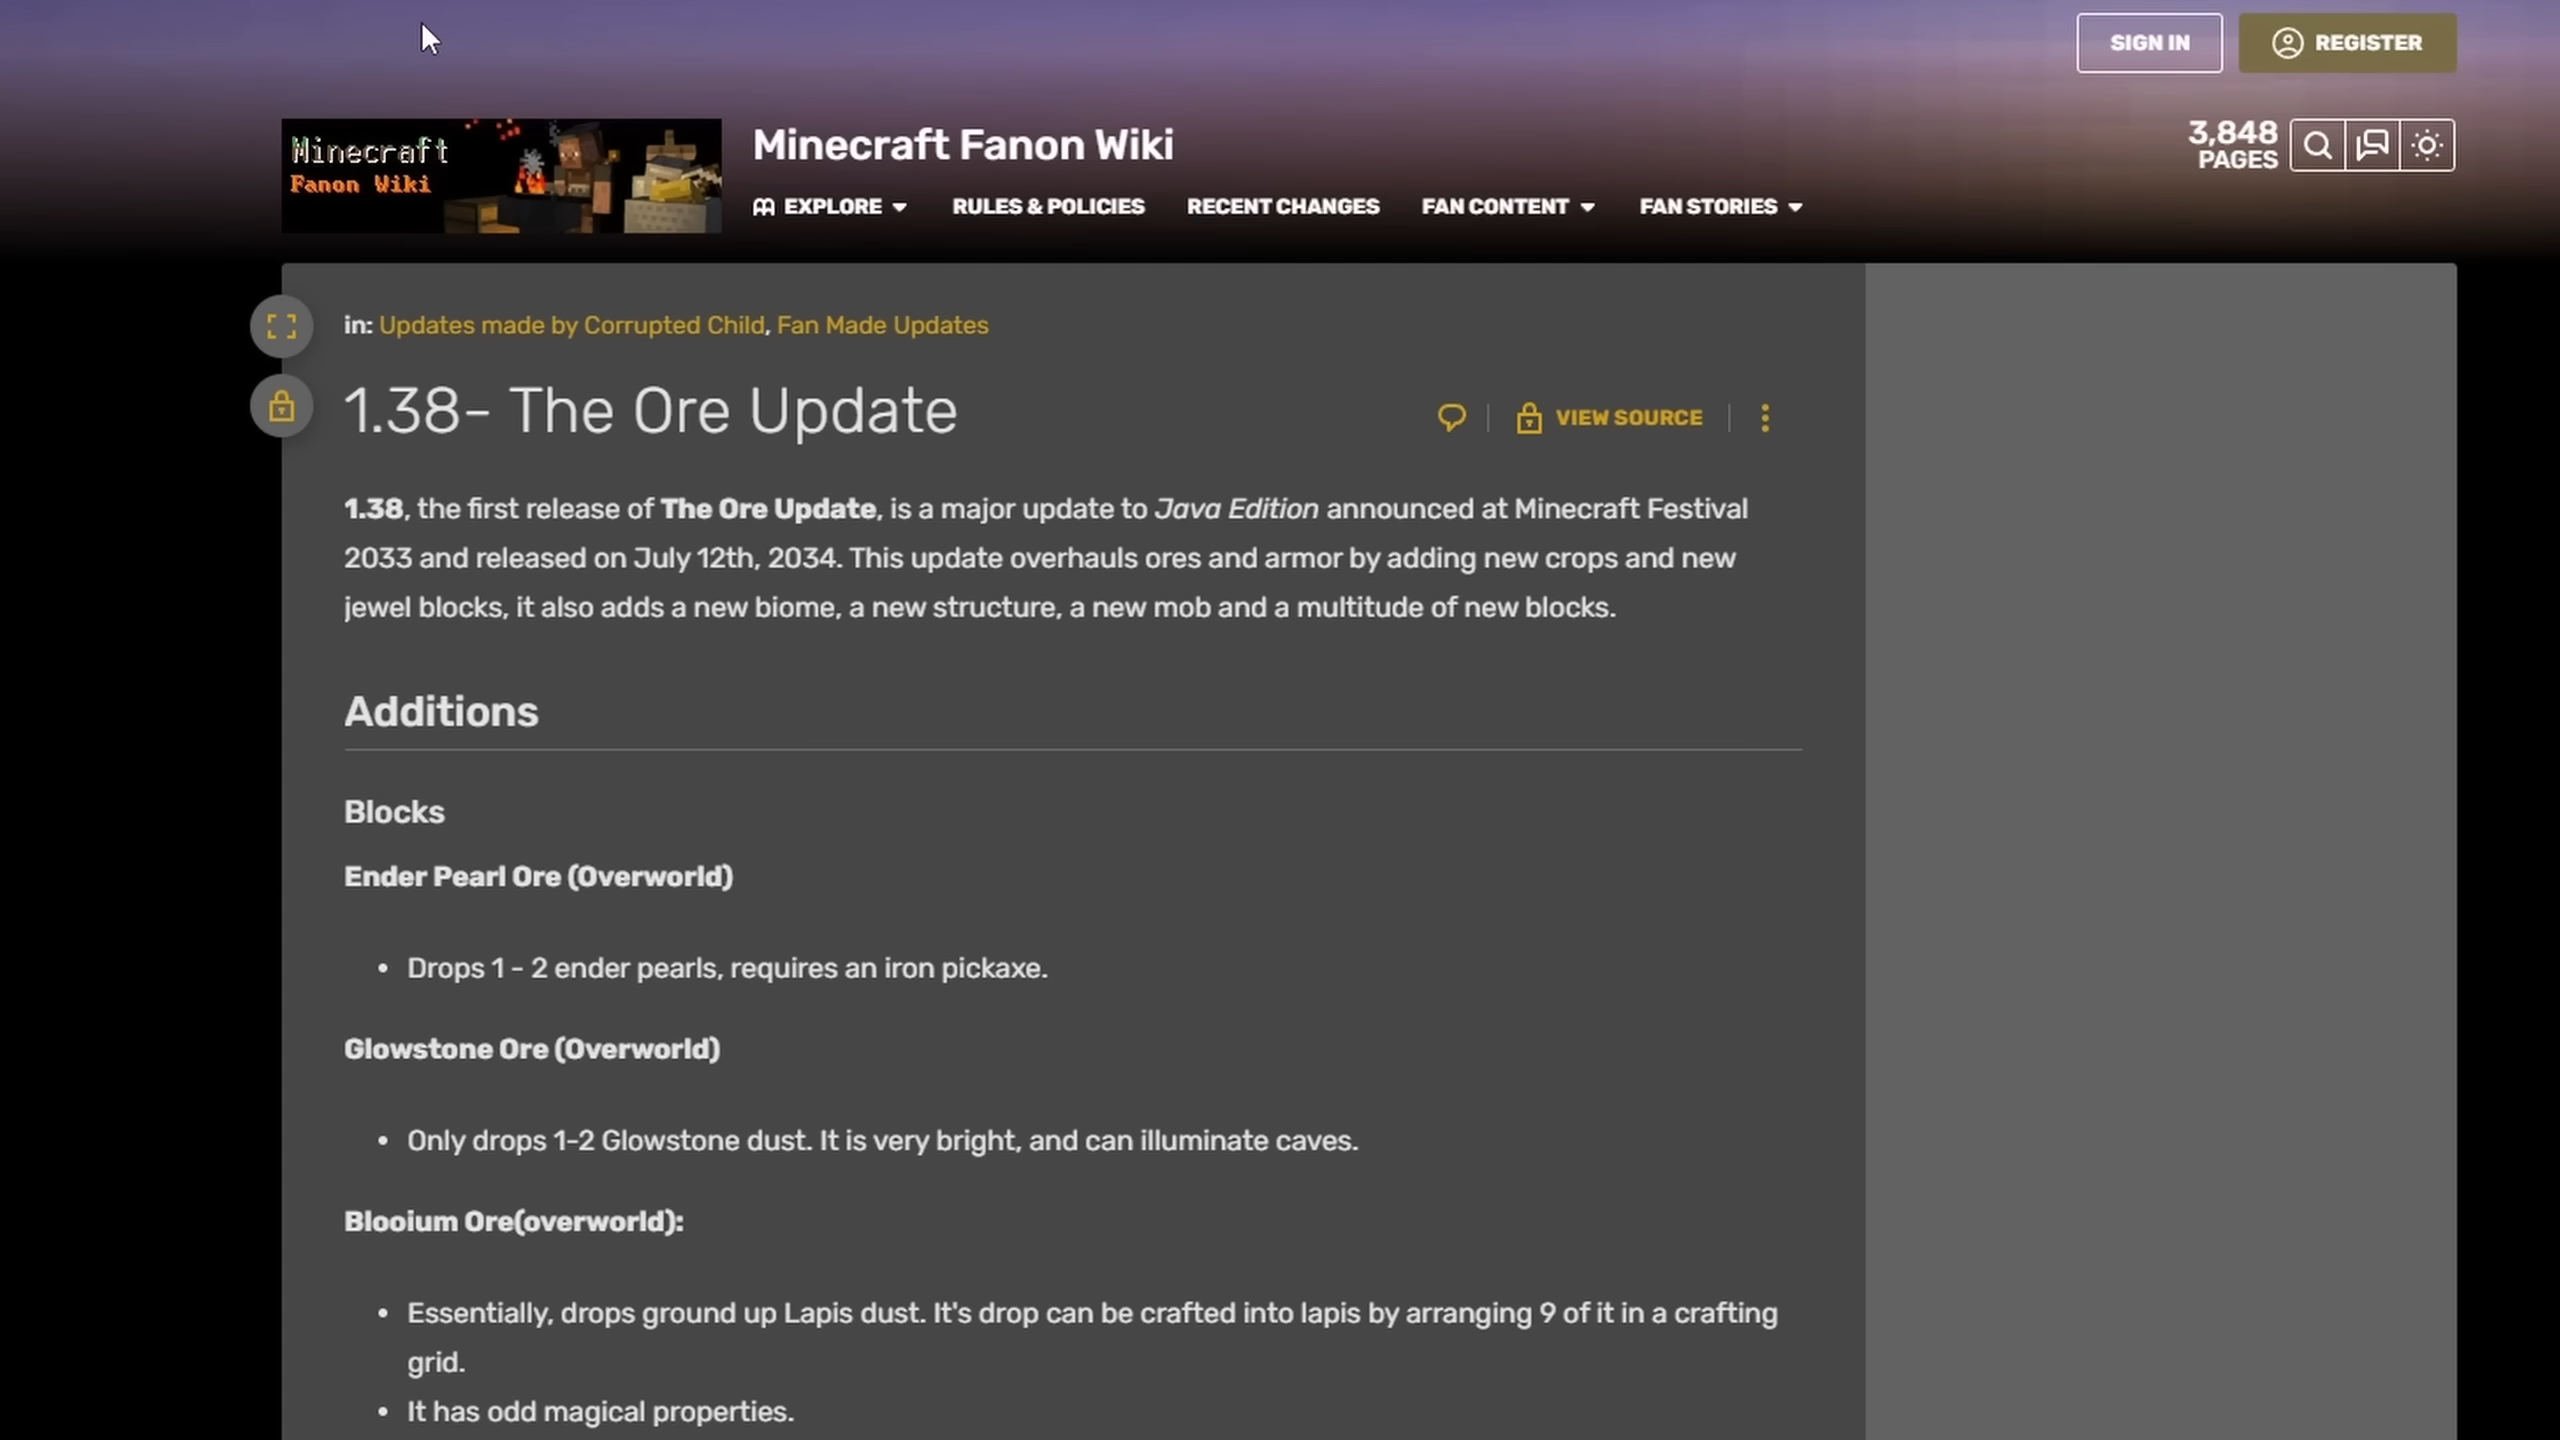 SIGN IN
REGISTER
Minecraft
Fanon Wiki
Minecraft Fanon Wiki
3,848
PAGES
EXPLORE
RULES & POLICIES
RECENT CHANGES
FAN CONTENT
FAN STORIES
in: Updates made by Corrupted Child, Fan Made Updates
1.38- The Ore Update
VIEW SOURCE
1.38, the first release of The Ore Update, is a major update to Java Edition announced at Minecraft Festival
2033 and released on July 12th, 2034. This update overhauls ores and armor by adding new crops and new
jewel blocks, it also adds a new biome, a new structure, a new mob and a multitude of new blocks.
Additions
Blocks
Ender Pearl Ore (Overworld)
• Drops 1 - 2 ender pearls, requires an iron pickaxe.
Glowstone Ore (Overworld)
• Only drops 1-2 Glowstone dust. It is very bright, and can illuminate caves.
Blooium Ore(overworld):
• Essentially, drops ground up Lapis dust. It's drop can be crafted into lapis by arranging 9 of it in a crafting
grid.
• It has odd magical properties.